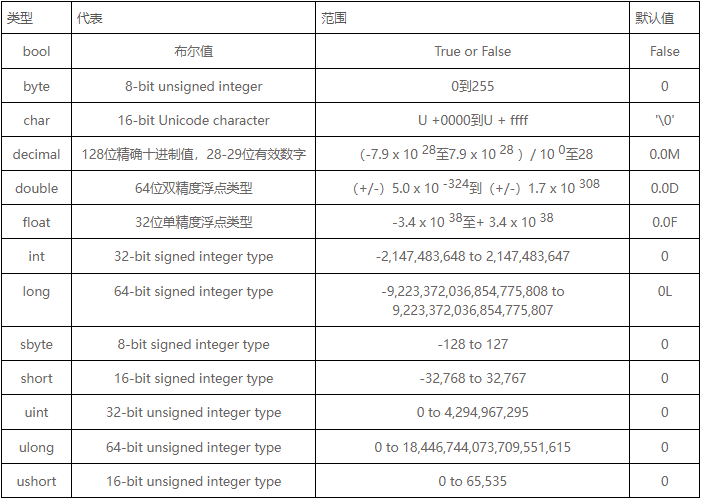 类型 代表 范围 默认值
bool 布尔值 True or False False
byte 8-bit unsigned integer 0到255 0
char 16-bit Unicode character U +0000到U + ffff '\0'
decimal 128位精确十进制值，28-29位有效数字 （-7.9 x 10 28至7.9 x 10 28 ）/ 10 0至28 0.0M
double 64位双精度浮点类型 （+/-）5.0 x 10 -324到（+/-）1.7 x 10 308 0.0D
float 32位单精度浮点类型 -3.4 x 10 38至+ 3.4 x 10 38 0.0F
int 32-bit signed integer type -2,147,483,648 to 2,147,483,647 0
long 64-bit signed integer type -9,223,372,036,854,775,808 to 0L
9,223,372,036,854,775,807
sbyte 8-bit signed integer type -128 to 127 0
short 16-bit signed integer type -32,768 to 32,767 0
uint 32-bit unsigned integer type 0 to 4,294,967,295 0
ulong 64-bit unsigned integer type 0 to 18,446,744,073,709,551,615 0
ushort 16-bit unsigned integer type 0 to 65,535 0